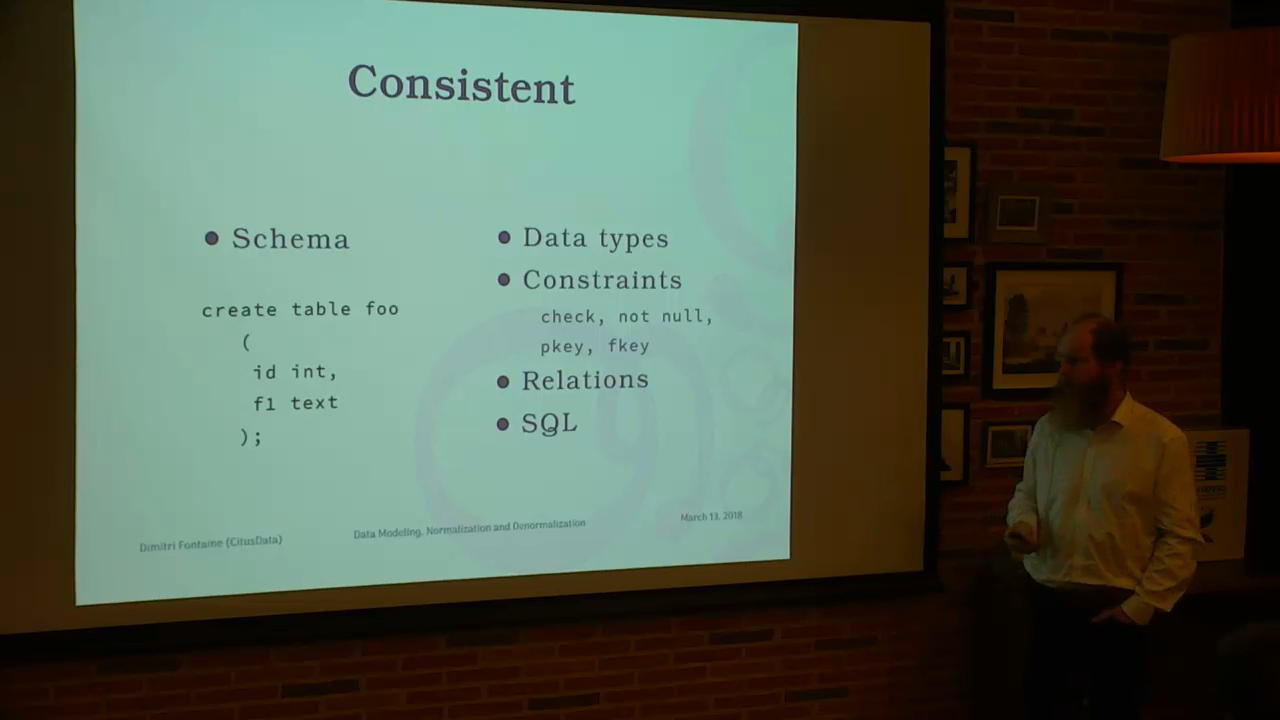 Consistent
• Schema
create table foo
(
id int,
f1 text
);
• Data types
• Constraints
check, not null,
pkey, fkey
• Relations
• SQL
Dimitri Fontaine (CitusData)
Data Modeling, Normalization and Denormalization
March 13, 2018